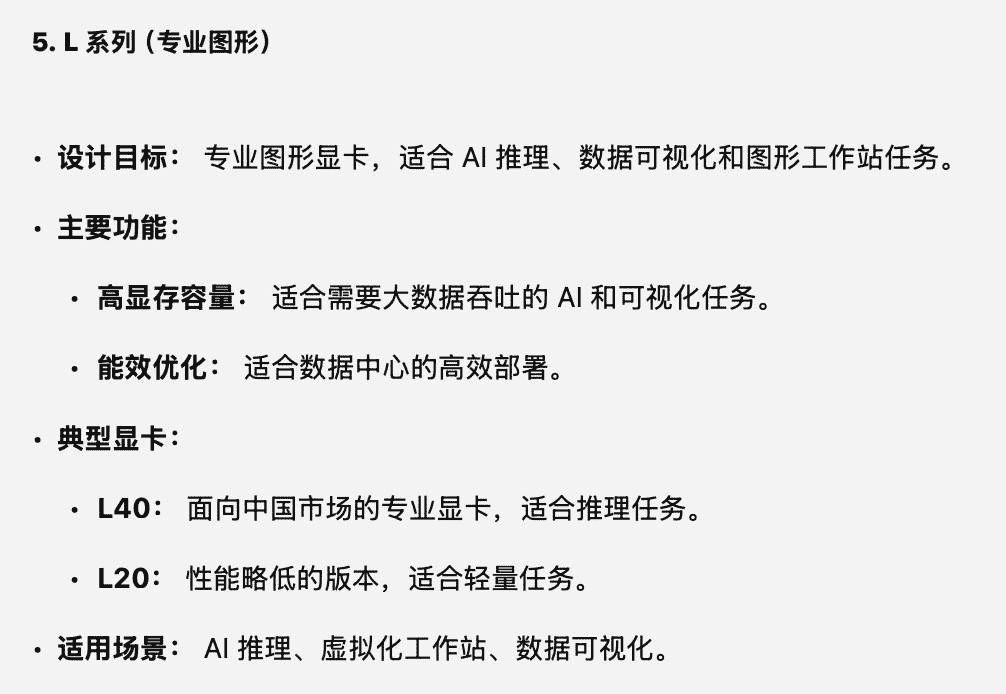 5. L 系列（专业图形）
• 设计目标： 专业图形显卡，适合 AI 推理、数据可视化和图形工作站任务。
• 主要功能：
• 高显存容量： 适合需要大数据吞吐的 AI 和可视化任务。
• 能效优化： 适合数据中心的高效部署。
• 典型显卡：
• L40： 面向中国市场的专业显卡，适合推理任务。
• L20： 性能略低的版本，适合轻量任务。
• 适用场景： AI 推理、虚拟化工作站、数据可视化。